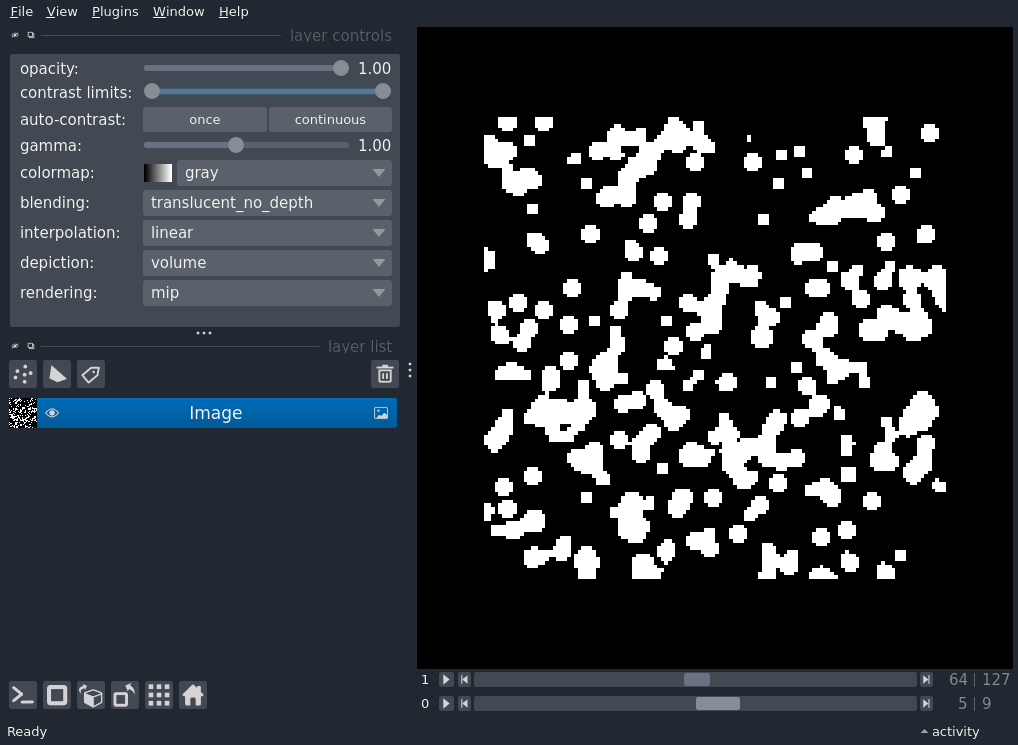 File View Plugins Window Help
layer controls
opacity: 1.00
contrast limits:
auto-contrast: once continuous
gamma: 1.00
colormap: gray
blending: translucent_no_depth
interpolation: linear
depiction: volume
rendering: mip
layer list
Image
1 64 | 127
0 5 | 9
Ready activity